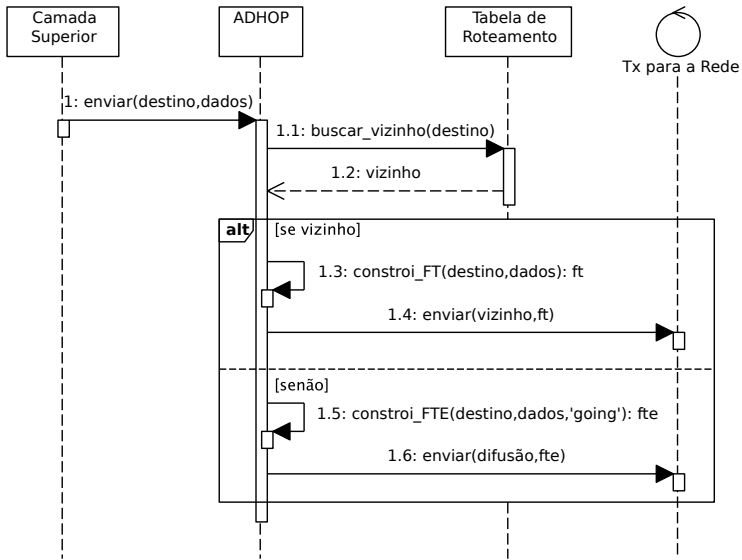 Camada
Superior
ADHOP
Tabela de
Roteamento
Tx para a Rede
1: enviar(destino,dados)
1.1: buscar_vizinho(destino)
1.2: vizinho
alt
[se vizinho]
1.3: constroi_FT(destino,dados): ft
1.4: enviar(vizinho,ft)
[senão]
1.5: constroi_FTE(destino,dados,'going'): fte
1.6: enviar(difusão,fte)